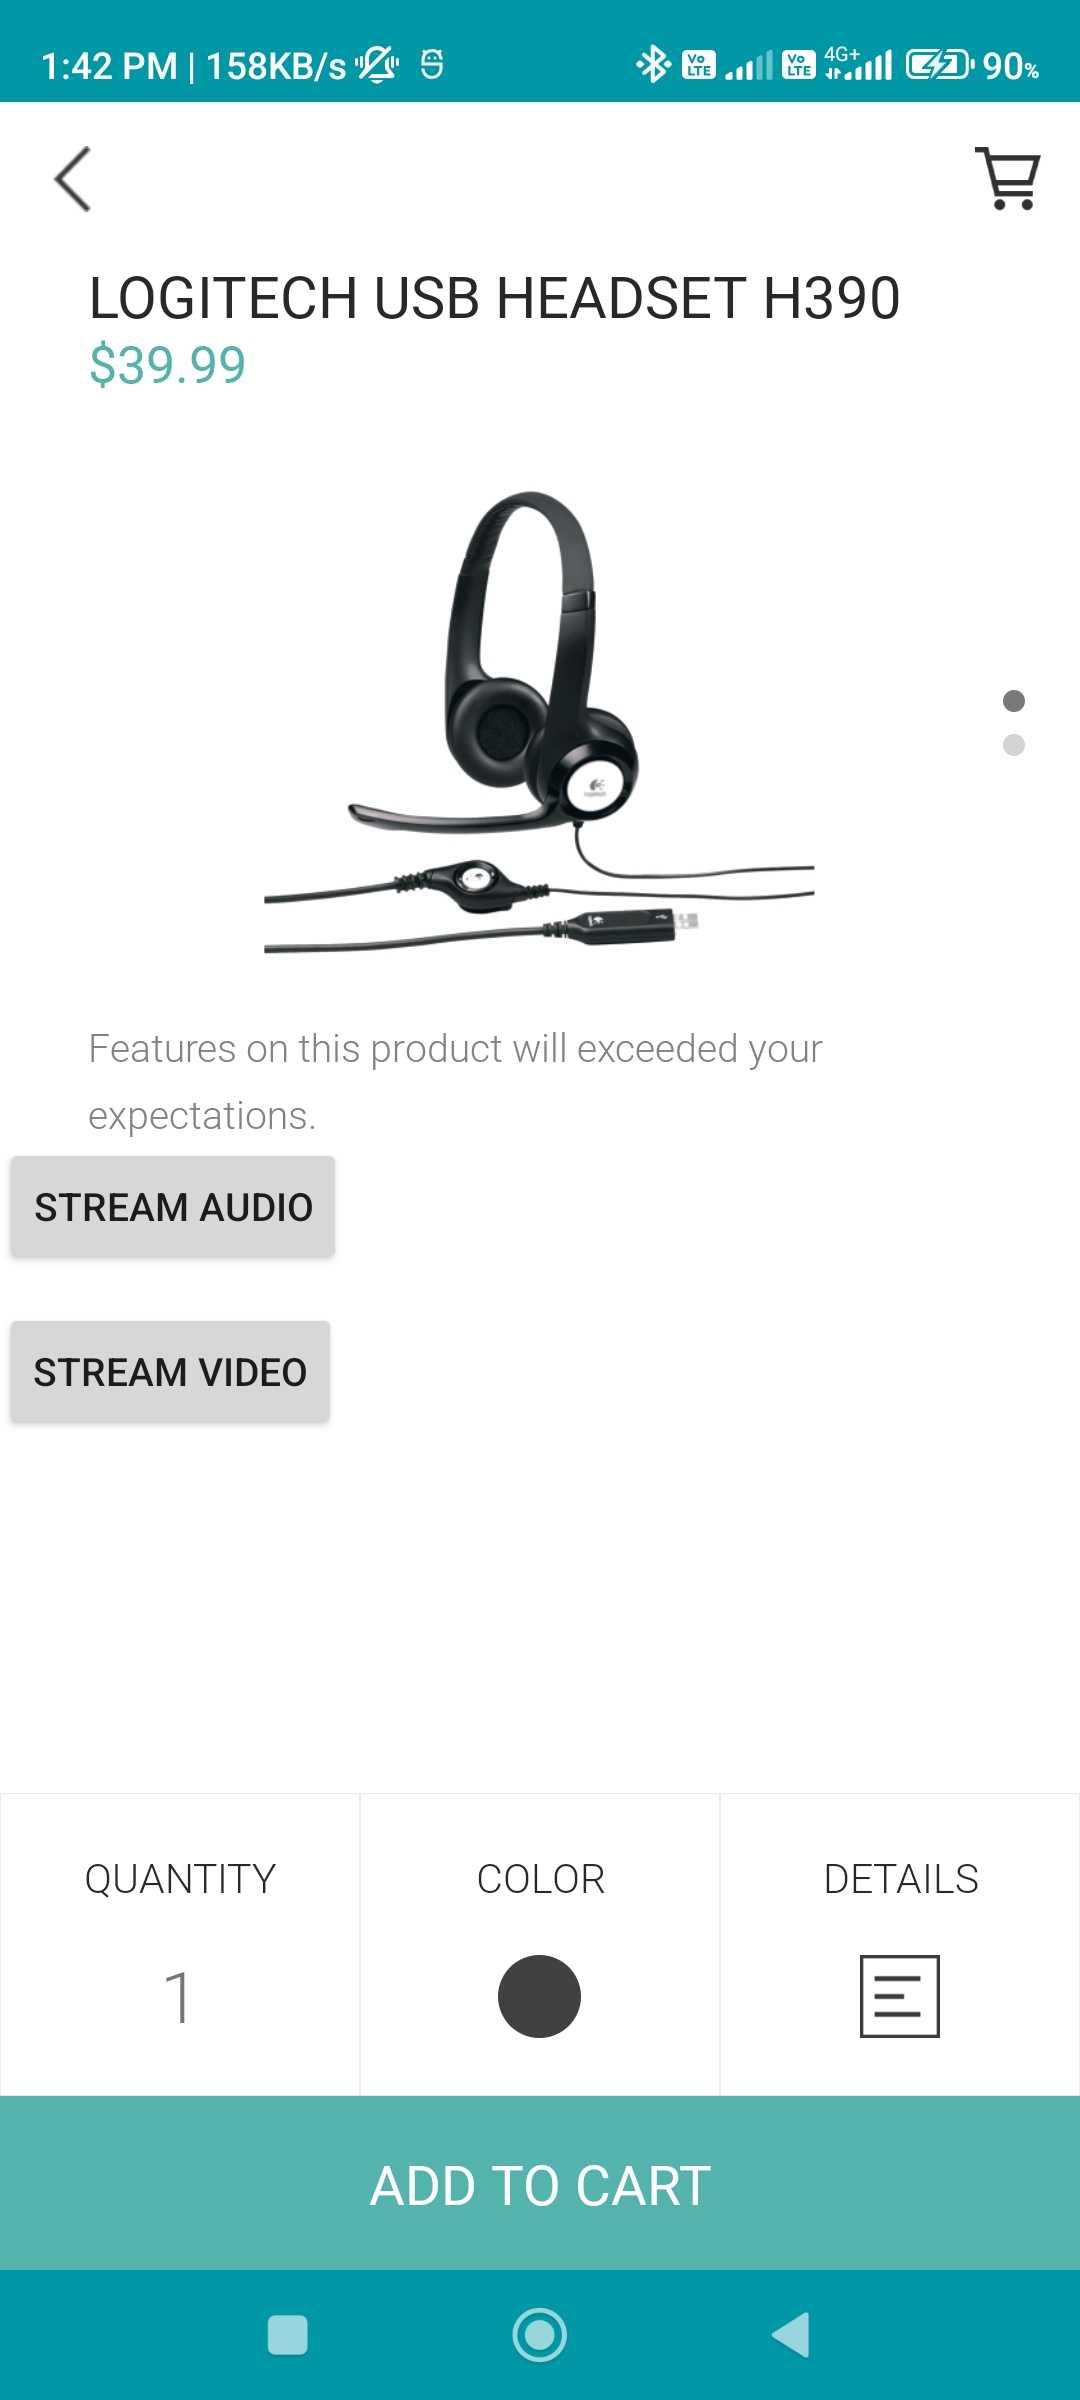 1:42 PM | 158KB/s
Vo LTE
Vo LTE
4G+
90%
LOGITECH USB HEADSET H390
$39.99
Features on this product will exceeded your
expectations.
STREAM AUDIO
STREAM VIDEO
QUANTITY
COLOR
DETAILS
1
ADD TO CART